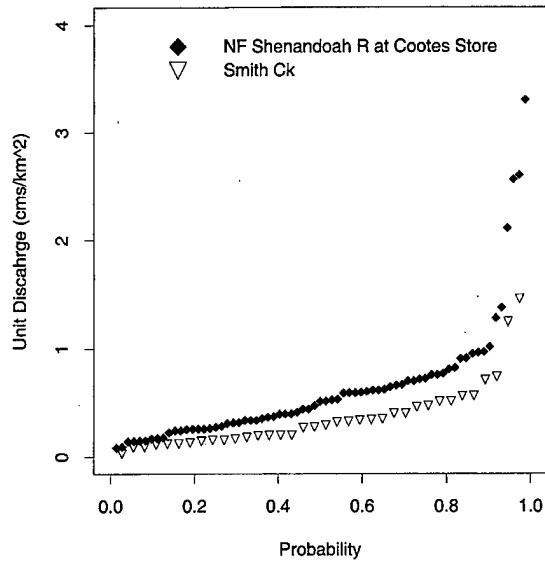 NF Shenandoah R at Cootes Store
Smith Ck
Unit Discahrge (cms/km^2)
4
3
2
1
0
0.0 0.2 0.4 0.6 0.8 1.0
Probability